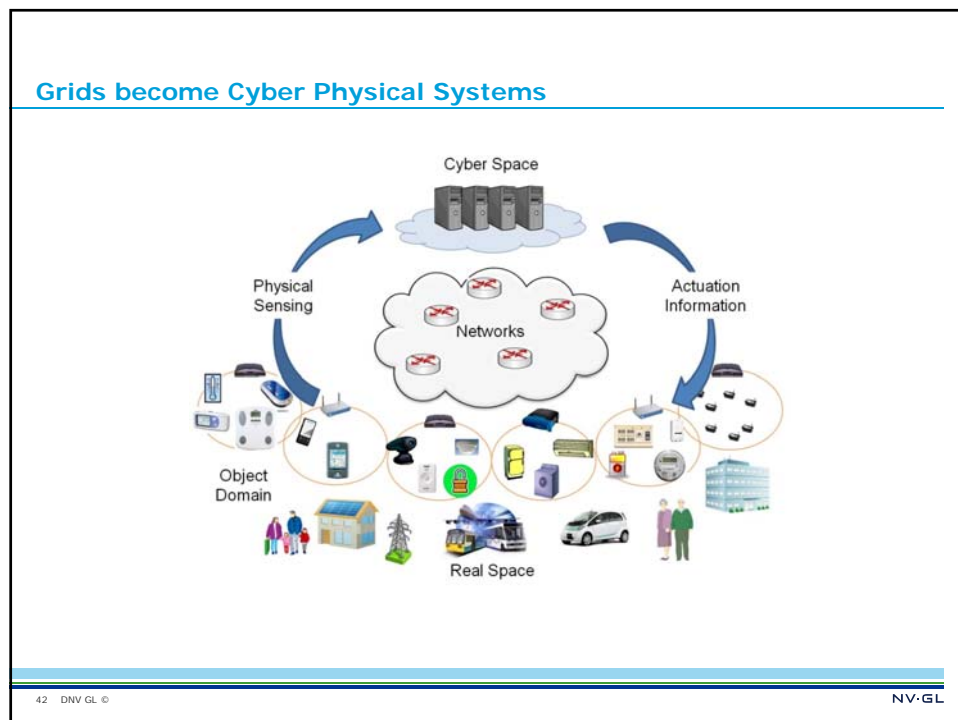 Grids become Cyber Physical Systems
Cyber Space
Physical
Sensing
Actuation
Information
Networks
Object
Domain
Real Space
42 DNV GL ©
NV·GL